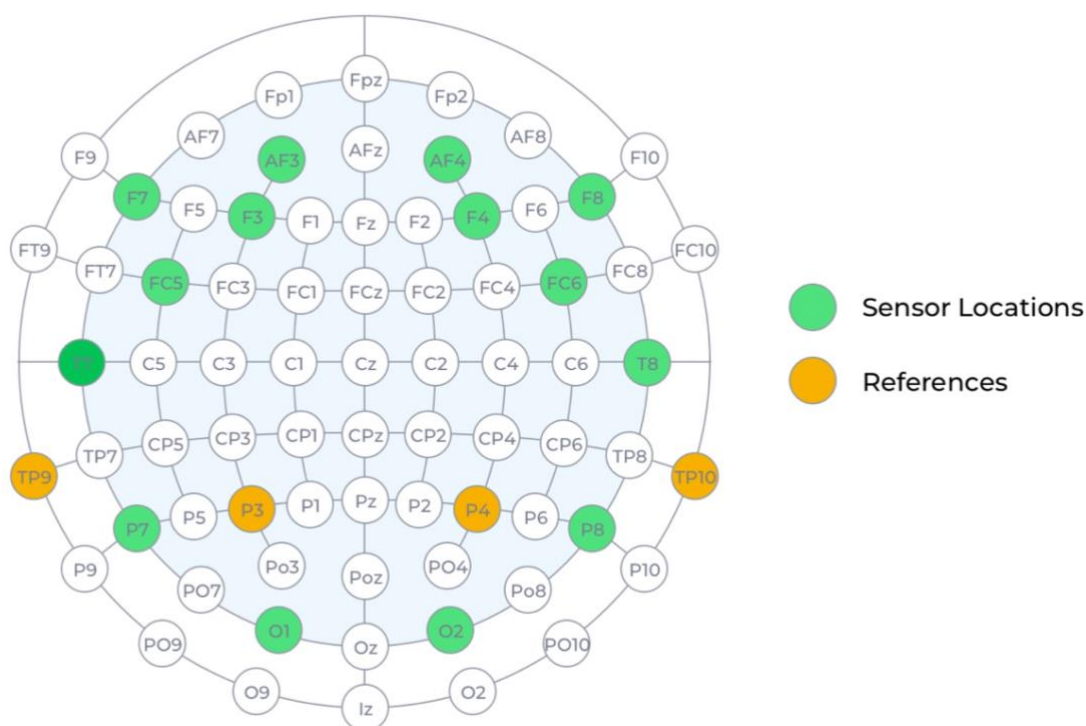 Fpz
Fp1 Fp2
AF7 AFz AF8
F9 AF3 AF4 F10
F7 F5 F3 F1 Fz F2 F4 F6 F8
FT9 FT7 FC5 FC3 FC1 FCz FC2 FC4 FC6 FC8 FC10
Sensor Locations
C5 C3 C1 Cz C2 C4 C6 T8
References
TP9 TP7 CP5 CP3 CP1 CPz CP2 CP4 CP6 TP8 TP10
P7 P5 P3 P1 Pz P2 P4 P6 P8
P9 Po3 Poz PO4 P10
PO7 Po8
PO9 O1 Oz O2 PO10
O9 Iz O2